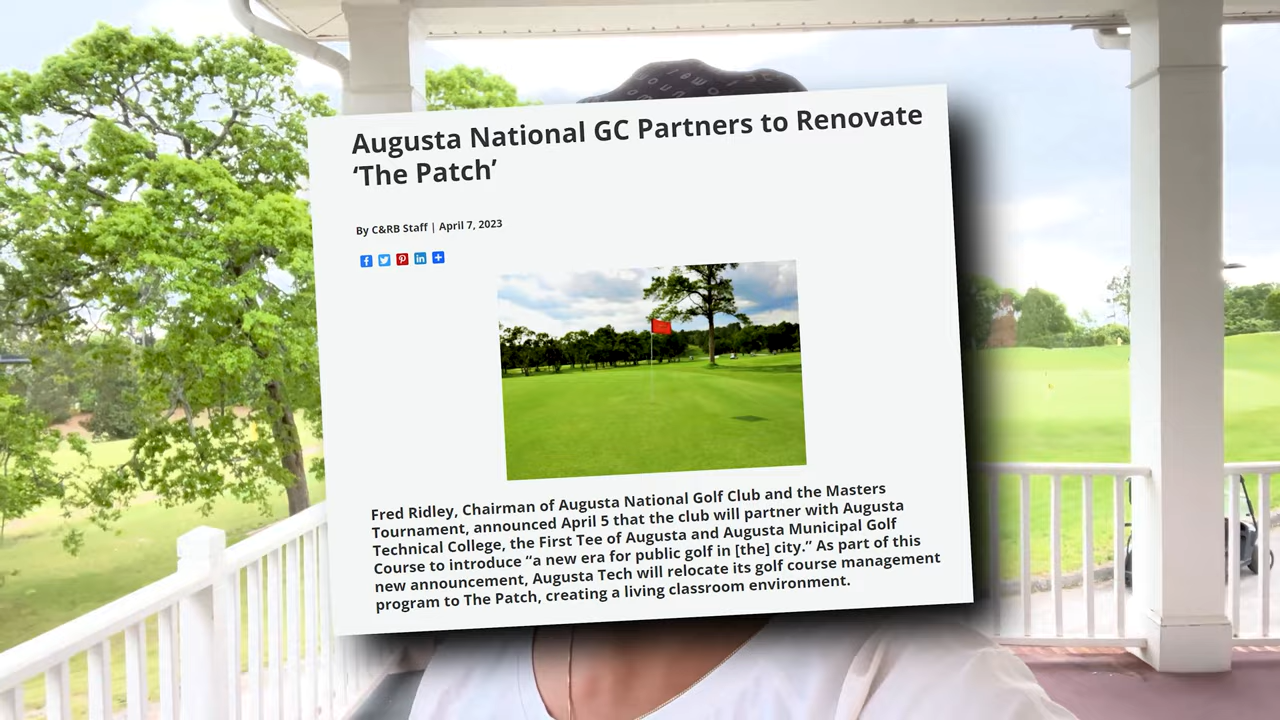 Augusta National GC Partners to Renovate
‘The Patch’
By C&RB Staff | April 7, 2023
Fred Ridley, Chairman of Augusta National Golf Club and the Masters
Tournament, announced April 5 that the club will partner with Augusta
Technical College, the First Tee of Augusta and Augusta Municipal Golf
Course to introduce “a new era for public golf in [the] city.” As part of this
new announcement, Augusta Tech will relocate its golf course management
program to The Patch, creating a living classroom environment.